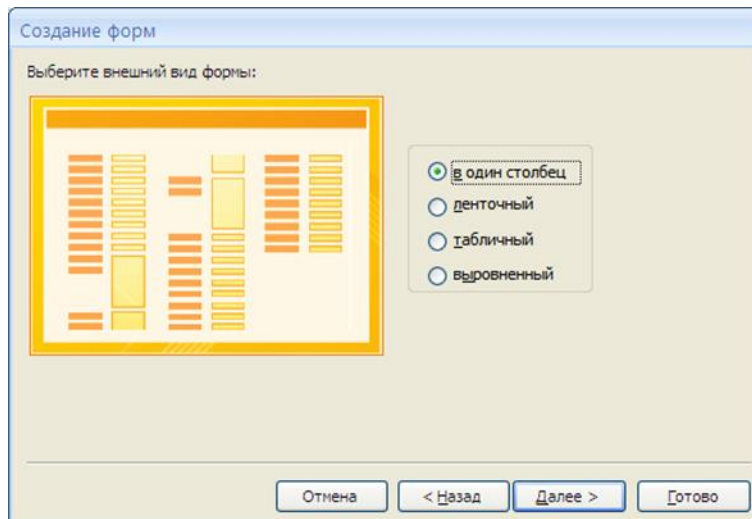 Создание форм
Выберите внешний вид формы:
в один столбец
ленточный
табличный
выровненный
Отмена
< Назад
Далее >
Готово